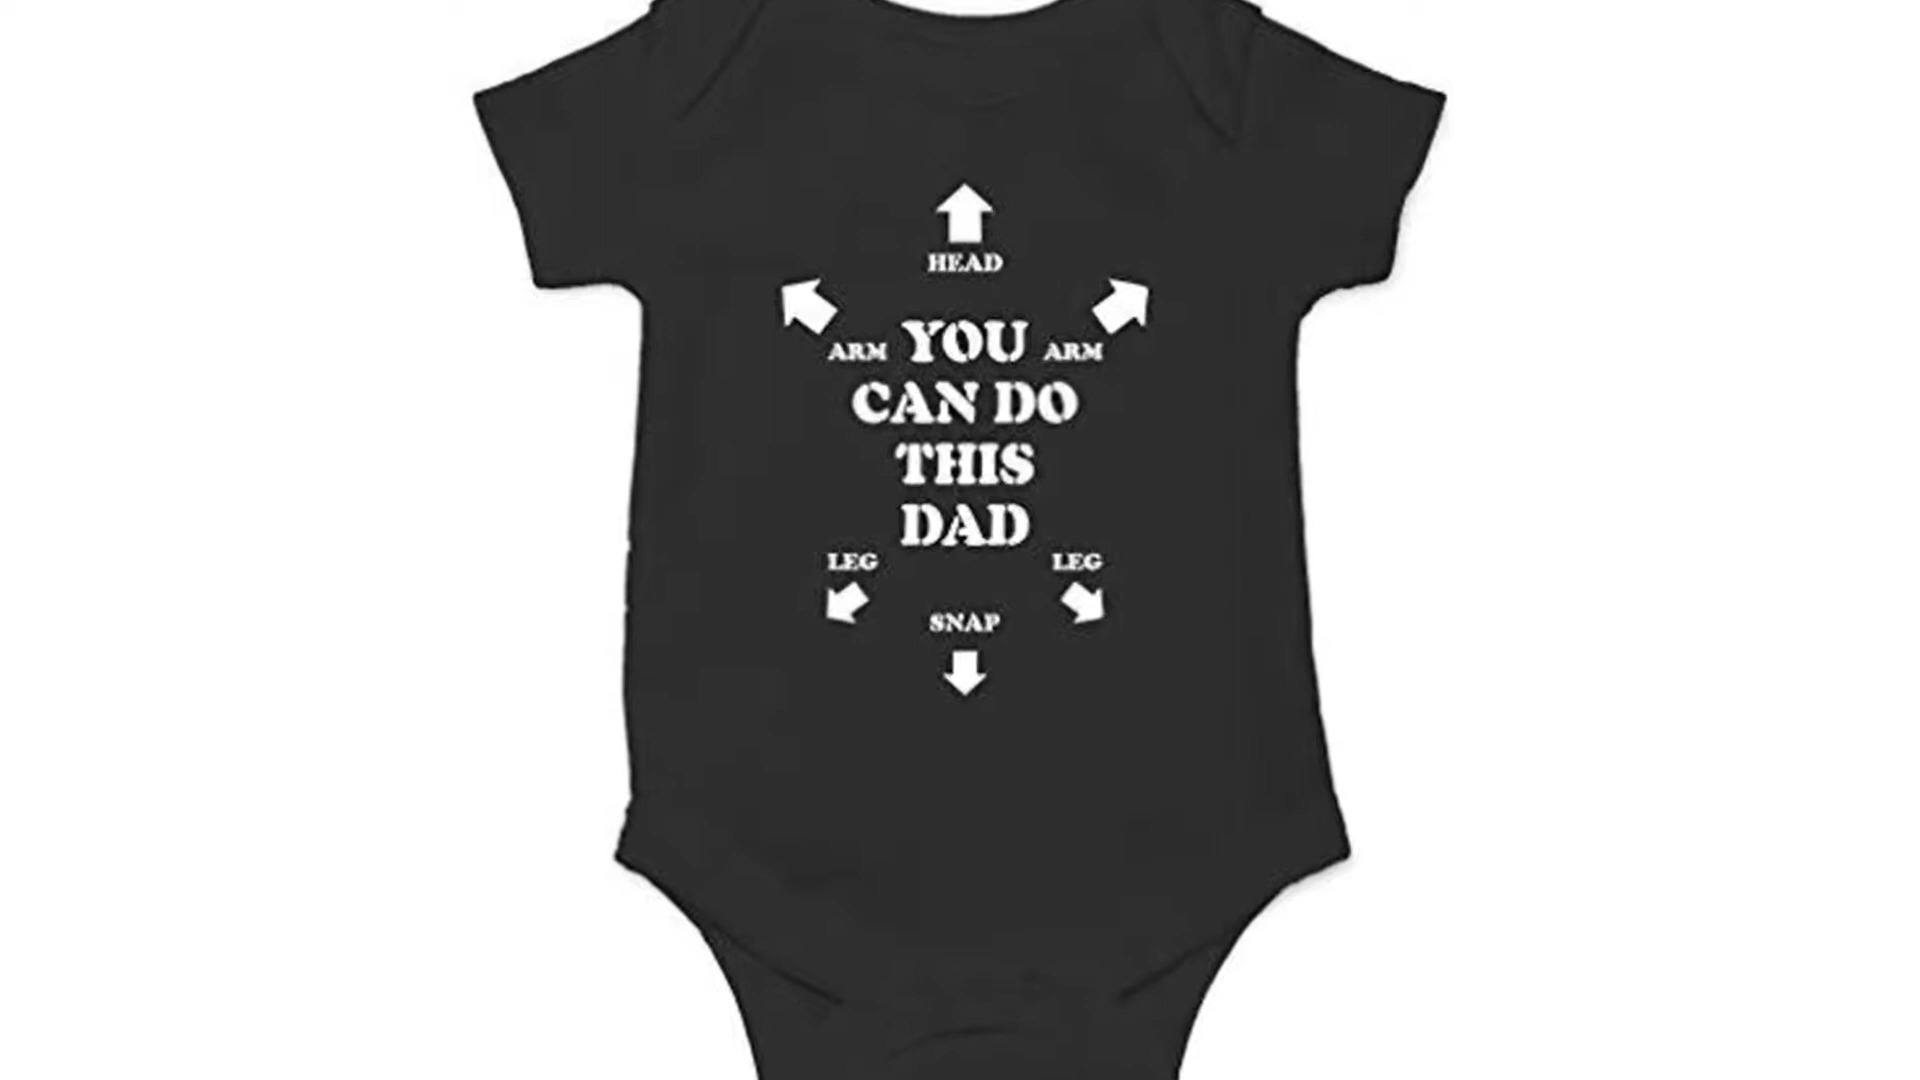 HEAD
ARM YOU ARM
CAN DO
THIS
DAD
LEG LEG
SNAP